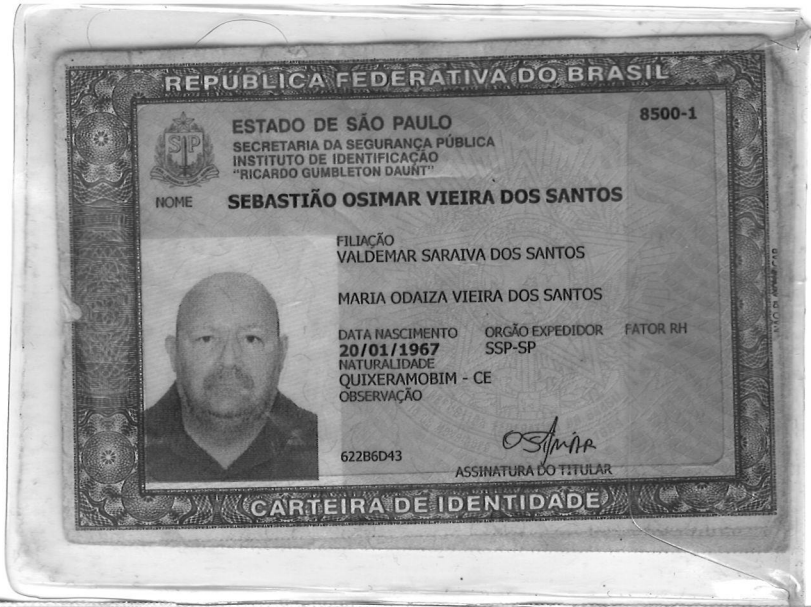 REPÚBLICA FEDERATIVA DO BRASIL
8500-1
ESTADO DE SÃO PAULO
SECRETARIA DA SEGURANÇA PÚBLICA
INSTITUTO DE IDENTIFICAÇÃO
"RICARDO GUMBLETON DAUNT"
SP
NOME SEBASTIÃO OSIMAR VIEIRA DOS SANTOS
FILIAÇÃO
VALDEMAR SARAIVA DOS SANTOS
MARIA ODAIZA VIEIRA DOS SANTOS
DATA NASCIMENTO ORGÃO EXPEDIDOR FATOR RH
20/01/1967 SSP-SP
NATURALIDADE
QUIXERAMOBIM - CE
OBSERVAÇÃO
622B6D43
OSIMAR
ASSINATURA DO TITULAR
CARTEIRA DE IDENTIDADE